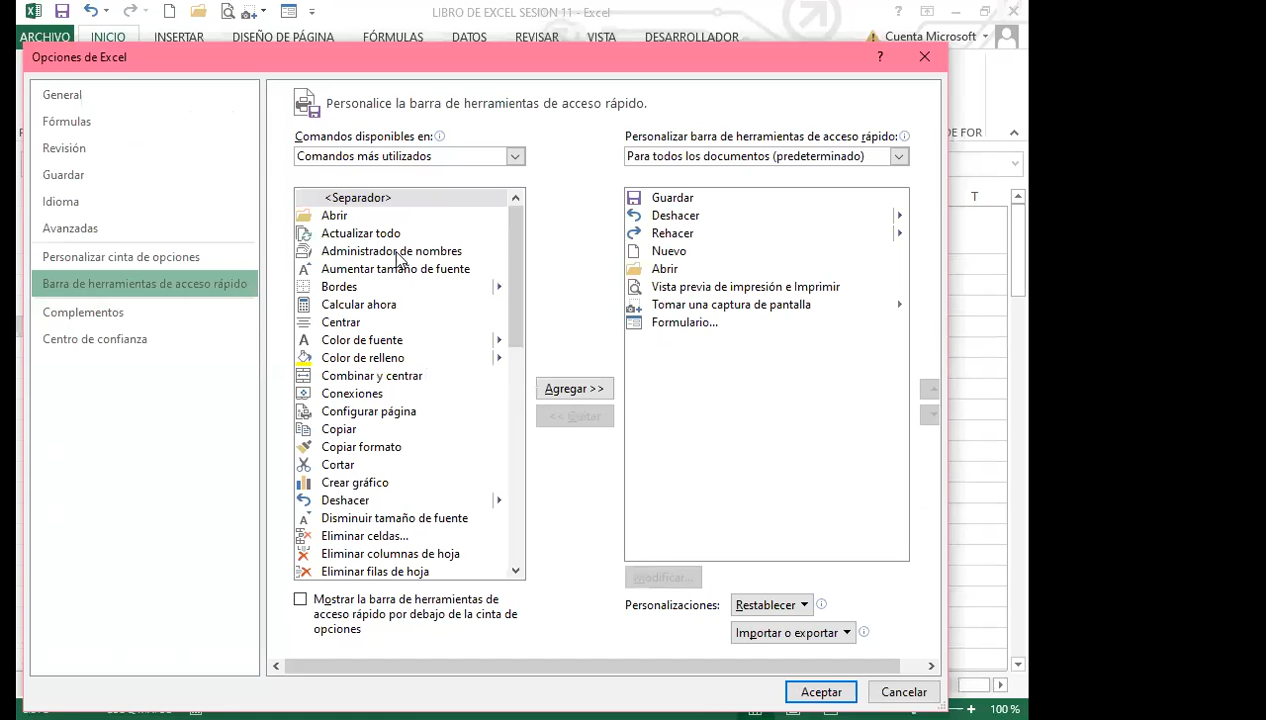 LIBRO DE EXCEL SESION 11 - Excel
ARCHIVO INICIO INSERTAR DISEÑO DE PÁGINA FÓRMULAS DATOS REVISAR VISTA DESARROLLADOR Cuenta Microsoft
Opciones de Excel
General
Fórmulas
Revisión
Guardar
Idioma
Avanzadas
Personalizar cinta de opciones
Barra de herramientas de acceso rápido
Complementos
Centro de confianza
Personalice la barra de herramientas de acceso rápido.
Comandos disponibles en:
Comandos más utilizados
<Separador>
Abrir
Actualizar todo
Administrador de nombres
Aumentar tamaño de fuente
Bordes
Calcular ahora
Centrar
Color de fuente
Color de relleno
Combinar y centrar
Conexiones
Configurar página
Copiar
Copiar formato
Cortar
Crear gráfico
Deshacer
Disminuir tamaño de fuente
Eliminar celdas...
Eliminar columnas de hoja
Eliminar filas de hoja
Mostrar la barra de herramientas de
acceso rápido por debajo de la cinta de
opciones
Agregar >>
<< Quitar
Personalizar barra de herramientas de acceso rápido:
Para todos los documentos (predeterminado)
Guardar
Deshacer
Rehacer
Nuevo
Abrir
Vista previa de impresión e Imprimir
Tomar una captura de pantalla
Formulario...
Modificar...
Personalizaciones: Restablecer
Importar o exportar
Aceptar Cancelar
DE FOR
T
100 %